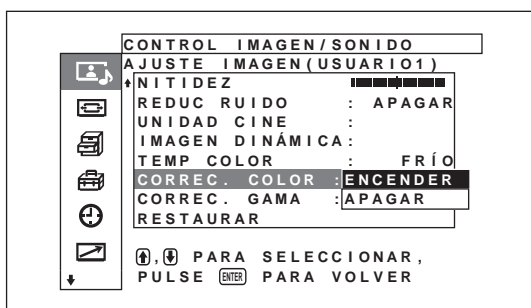 CONTROL IMAGEN/SONIDO
AJUSTE IMAGEN(USUARIO1)
NITIDEZ
REDUC RUIDO : APAGAR
UNIDAD CINE :
IMAGEN DINÁMICA:
TEMP COLOR : FRÍO
CORREC. COLOR :ENCENDER
CORREC. GAMA :APAGAR
RESTAURAR
, PARA SELECCIONAR,
PULSE ENTER PARA VOLVER